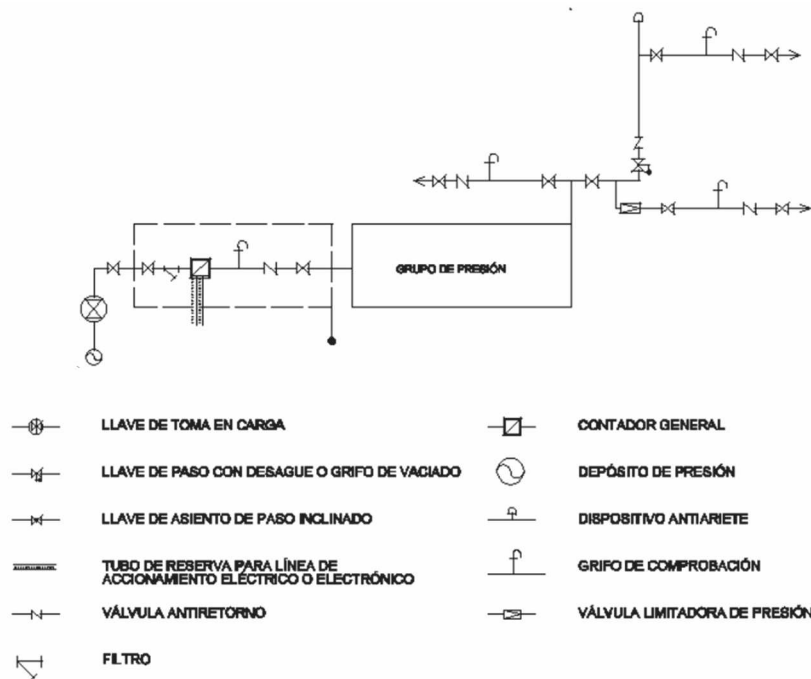 GRUPO DE PRESIÓN
LLAVE DE TOMA EN CARGA
CONTADOR GENERAL
LLAVE DE PASO CON DESAGUE O GRIFO DE VACIADO
DEPÓSITO DE PRESIÓN
LLAVE DE ASIENTO DE PASO INCLINADO
DISPOSITIVO ANTIARIETE
TUBO DE RESERVA PARA LÍNEA DE
ACCIONAMIENTO ELÉCTRICO O ELECTRÓNICO
GRIFO DE COMPROBACIÓN
VÁLVULA ANTIRETORNO
VÁLVULA LIMITADORA DE PRESIÓN
FILTRO